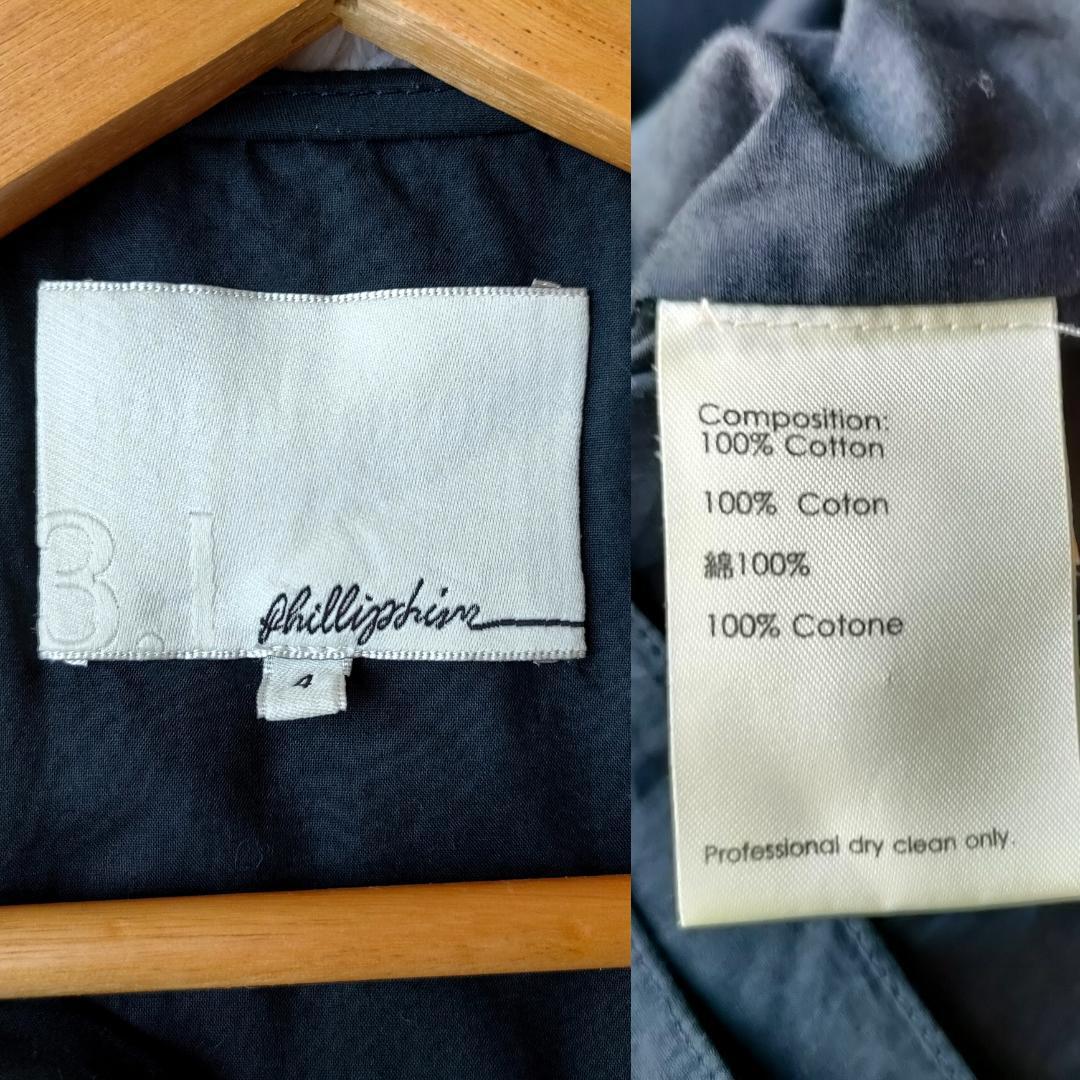 3.1
phillip lim
4
Composition:
100% Cotton
100% Coton
綿100%
100% Cotone
Professional dry clean only.